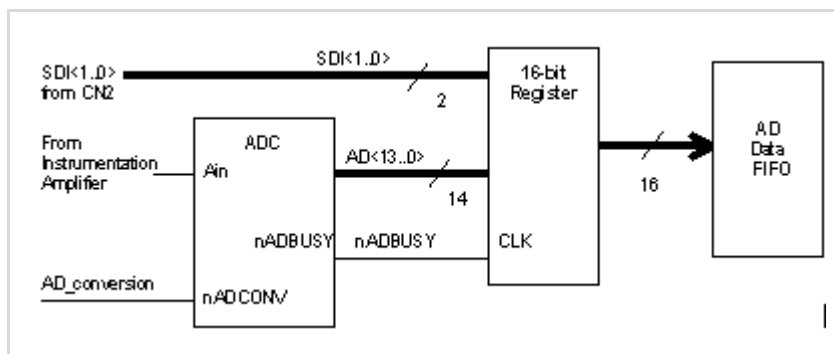 SDI<1..0>
SDI<1..0>
from CN2
2
16-bit
Register
From
Instrumentation
Amplifier
ADC
Ain
AD<13..0>
14
16
AD
Data
FIFO
nADBUSY
nADBUSY
CLK
AD_conversion
nADCONV